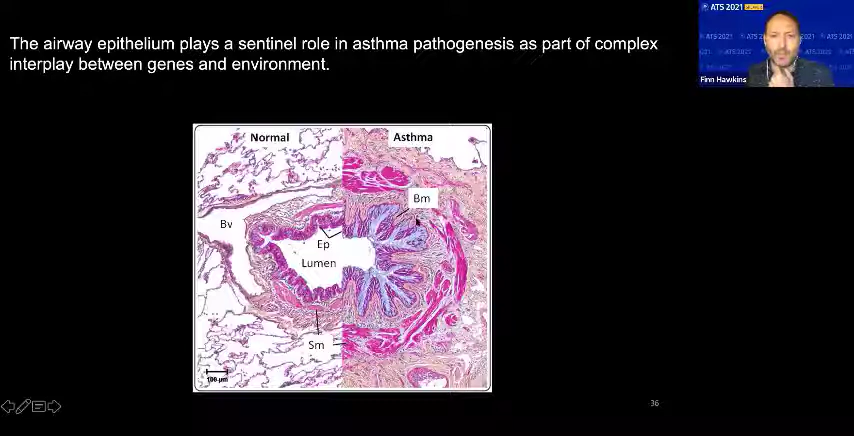 The airway epithelium plays a sentinel role in asthma pathogenesis as part of complex
interplay between genes and environment.
ATS 2021
Finn Hawkins
Normal
Asthma
Bm
Bv
Ep
Lumen
Sm
100 µm
36